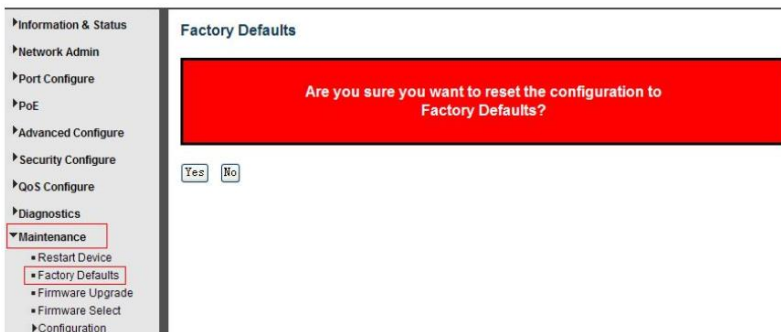 Information & Status
Network Admin
Port Configure
PoE
Advanced Configure
Security Configure
QoS Configure
Diagnostics
Maintenance
Restart Device
Factory Defaults
Firmware Upgrade
Firmware Select
Configuration
Factory Defaults
Are you sure you want to reset the configuration to
Factory Defaults?
Yes No